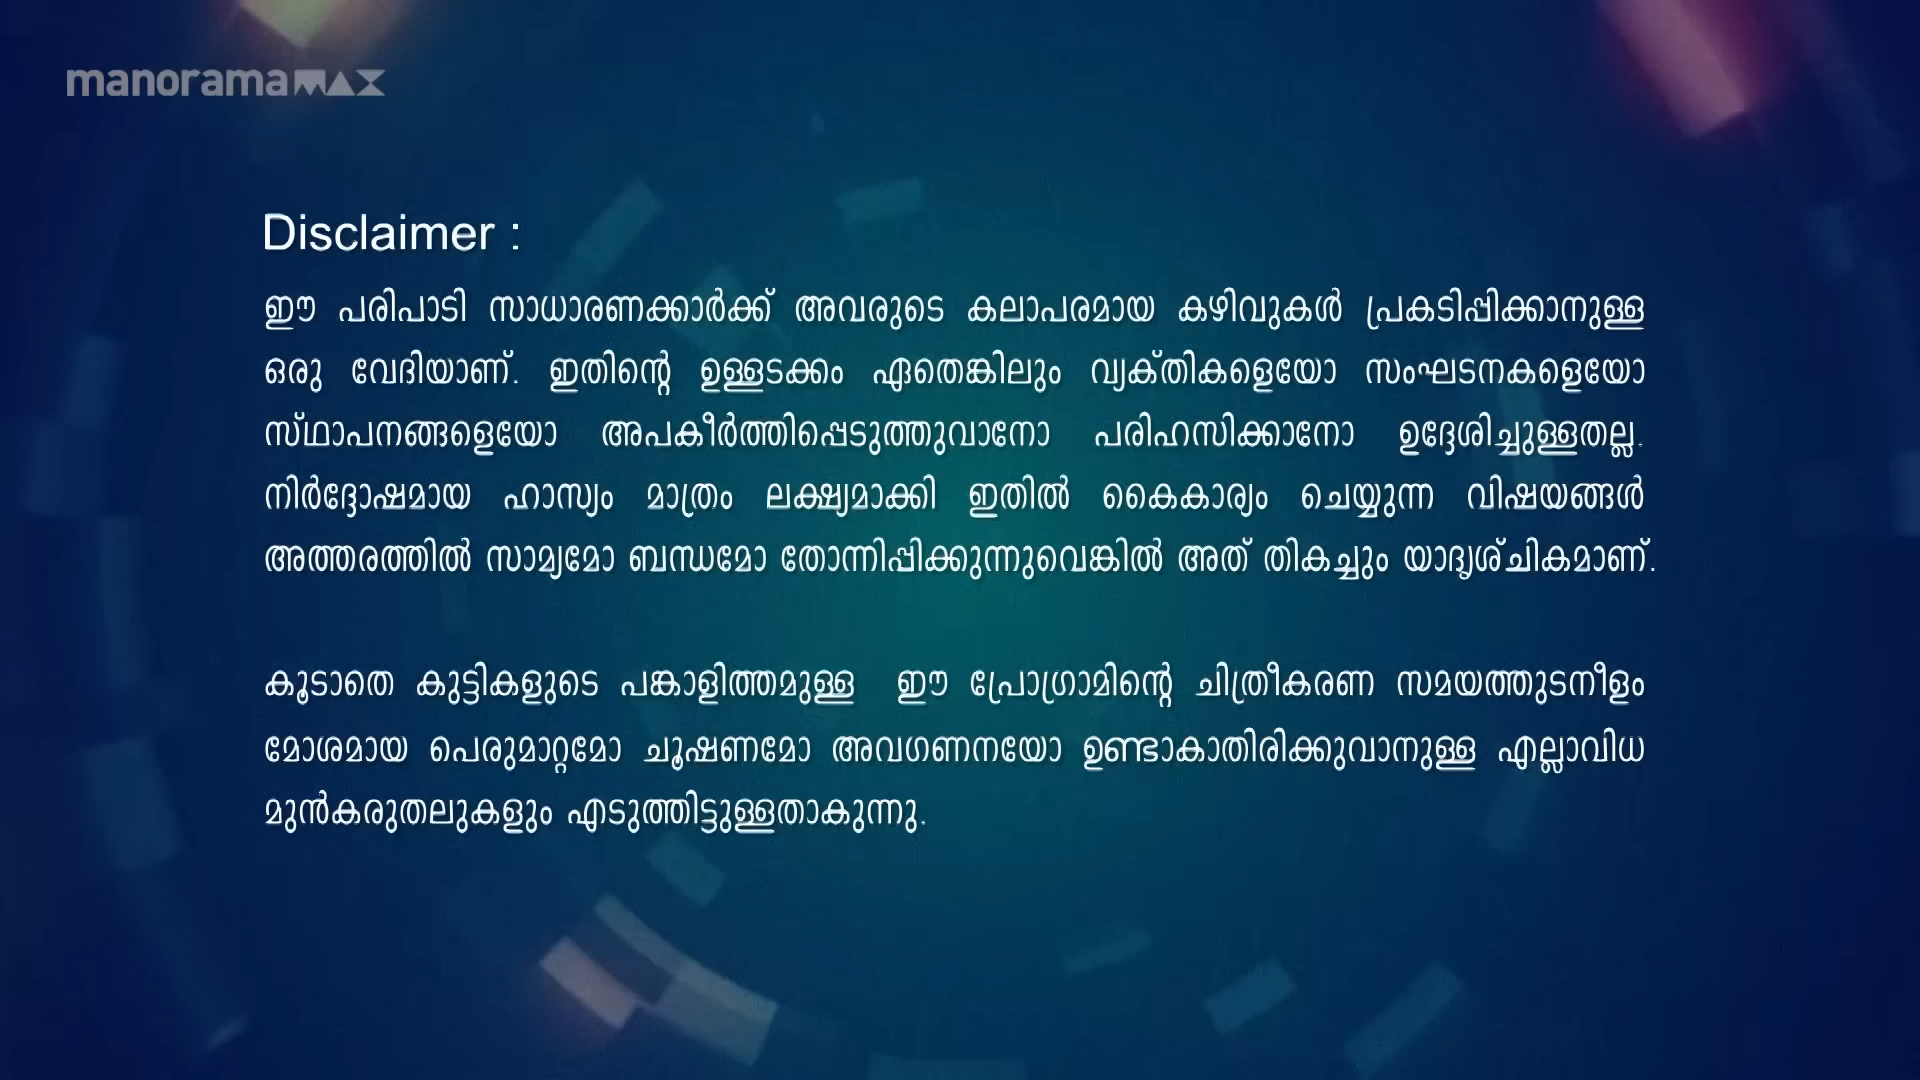 manoramaMAX
Disclaimer :
ഈ പരിപാടി സാധാരണക്കാർക്ക് അവരുടെ കലാപരമായ കഴിവുകൾ പ്രകടിപ്പിക്കാനുള്ള
ഒരു വേദിയാണ്. ഇതിന്റെ ഉള്ളടക്കം ഏതെങ്കിലും വ്യക്തികളെയോ സംഘടനകളെയോ
സ്ഥാപനങ്ങളെയോ അപകീർത്തിപ്പെടുത്തുവാനോ പരിഹസിക്കാനോ ഉദ്ദേശിച്ചുള്ളതല്ല.
നിർദ്ദോഷമായ ഹാസ്യം മാത്രം ലക്ഷ്യമാക്കി ഇതിൽ കൈകാര്യം ചെയ്യുന്ന വിഷയങ്ങൾ
അത്തരത്തിൽ സാമ്യമോ ബന്ധമോ തോന്നിപ്പിക്കുന്നുവെങ്കിൽ അത് തികച്ചും യാദൃശ്ചികമാണ്.
കൂടാതെ കുട്ടികളുടെ പങ്കാളിത്തമുള്ള ഈ പ്രോഗ്രാമിന്റെ ചിത്രീകരണ സമയത്തുടനീളം
മോശമായ പെരുമാറ്റമോ ചൂഷണമോ അവഗണനയോ ഉണ്ടാകാതിരിക്കുവാനുള്ള എല്ലാവിധ
മുൻകരുതലുകളും എടുത്തിട്ടുള്ളതാകുന്നു.